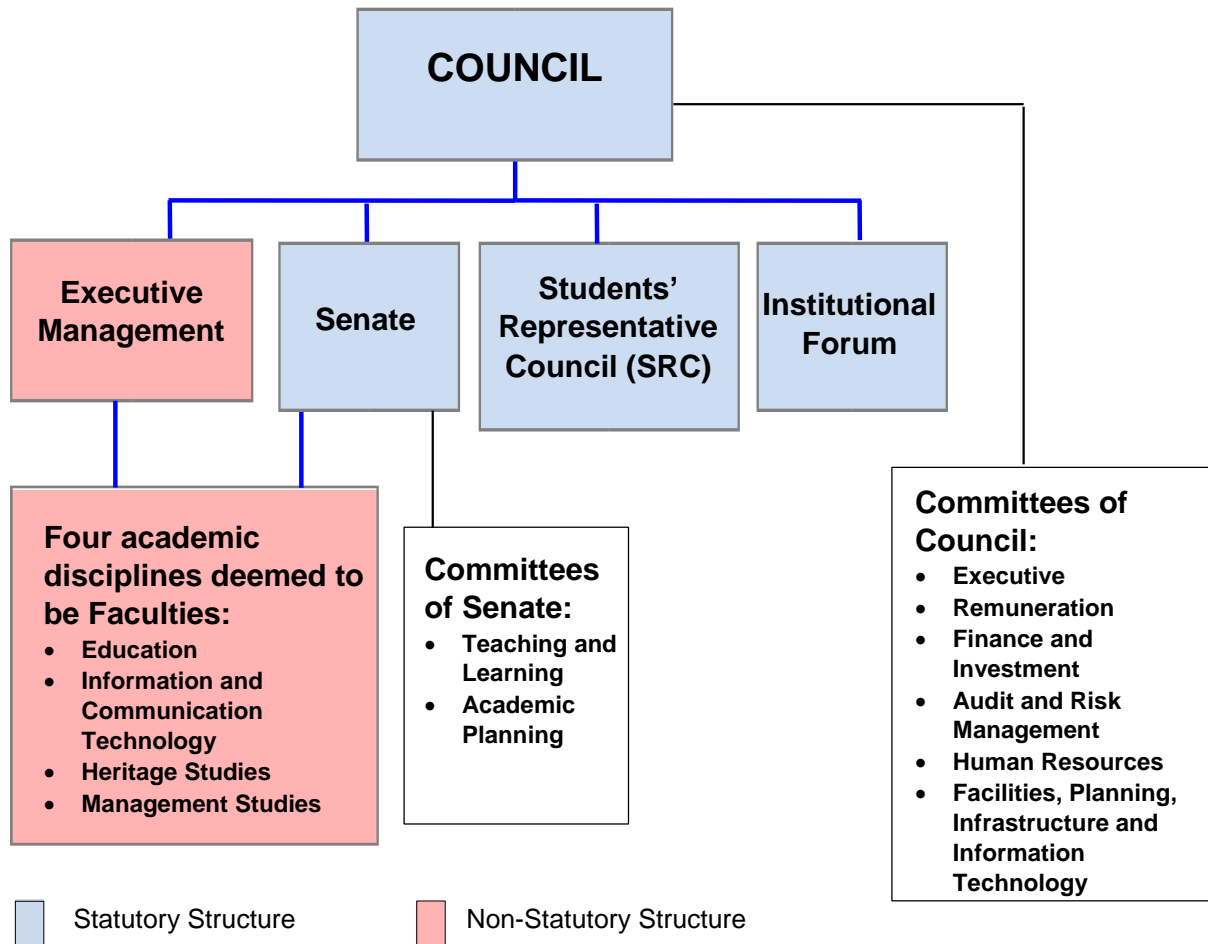 COUNCIL
Executive
Management
Senate
Students’
Representative
Council (SRC)
Institutional
Forum
Four academic
disciplines deemed to
be Faculties:
• Education
• Information and
Communication
Technology
• Heritage Studies
• Management Studies
Committees
of Senate:
• Teaching and
Learning
• Academic
Planning
Committees of
Council:
• Executive
• Remuneration
• Finance and
Investment
• Audit and Risk
Management
• Human Resources
• Facilities, Planning,
Infrastructure and
Information
Technology
Statutory Structure
Non-Statutory Structure